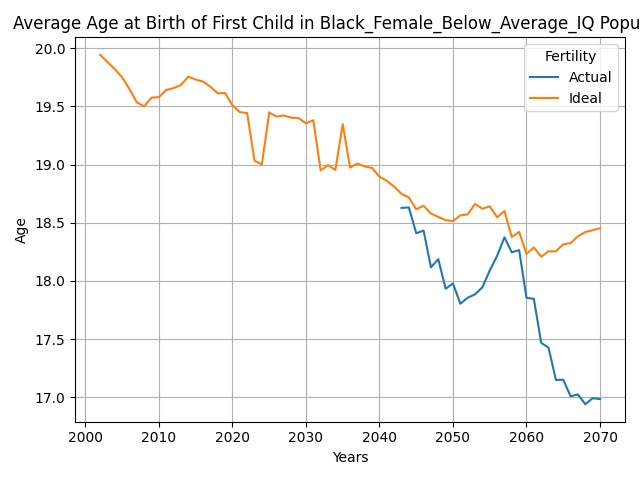 Average Age at Birth of First Child in Black_Female_Below_Average_IQ Popu
20.0
19.5
19.0
18.5
18.0
17.5
17.0
Age
Fertility
Actual
Ideal
2000 2010 2020 2030 2040 2050 2060 2070
Years